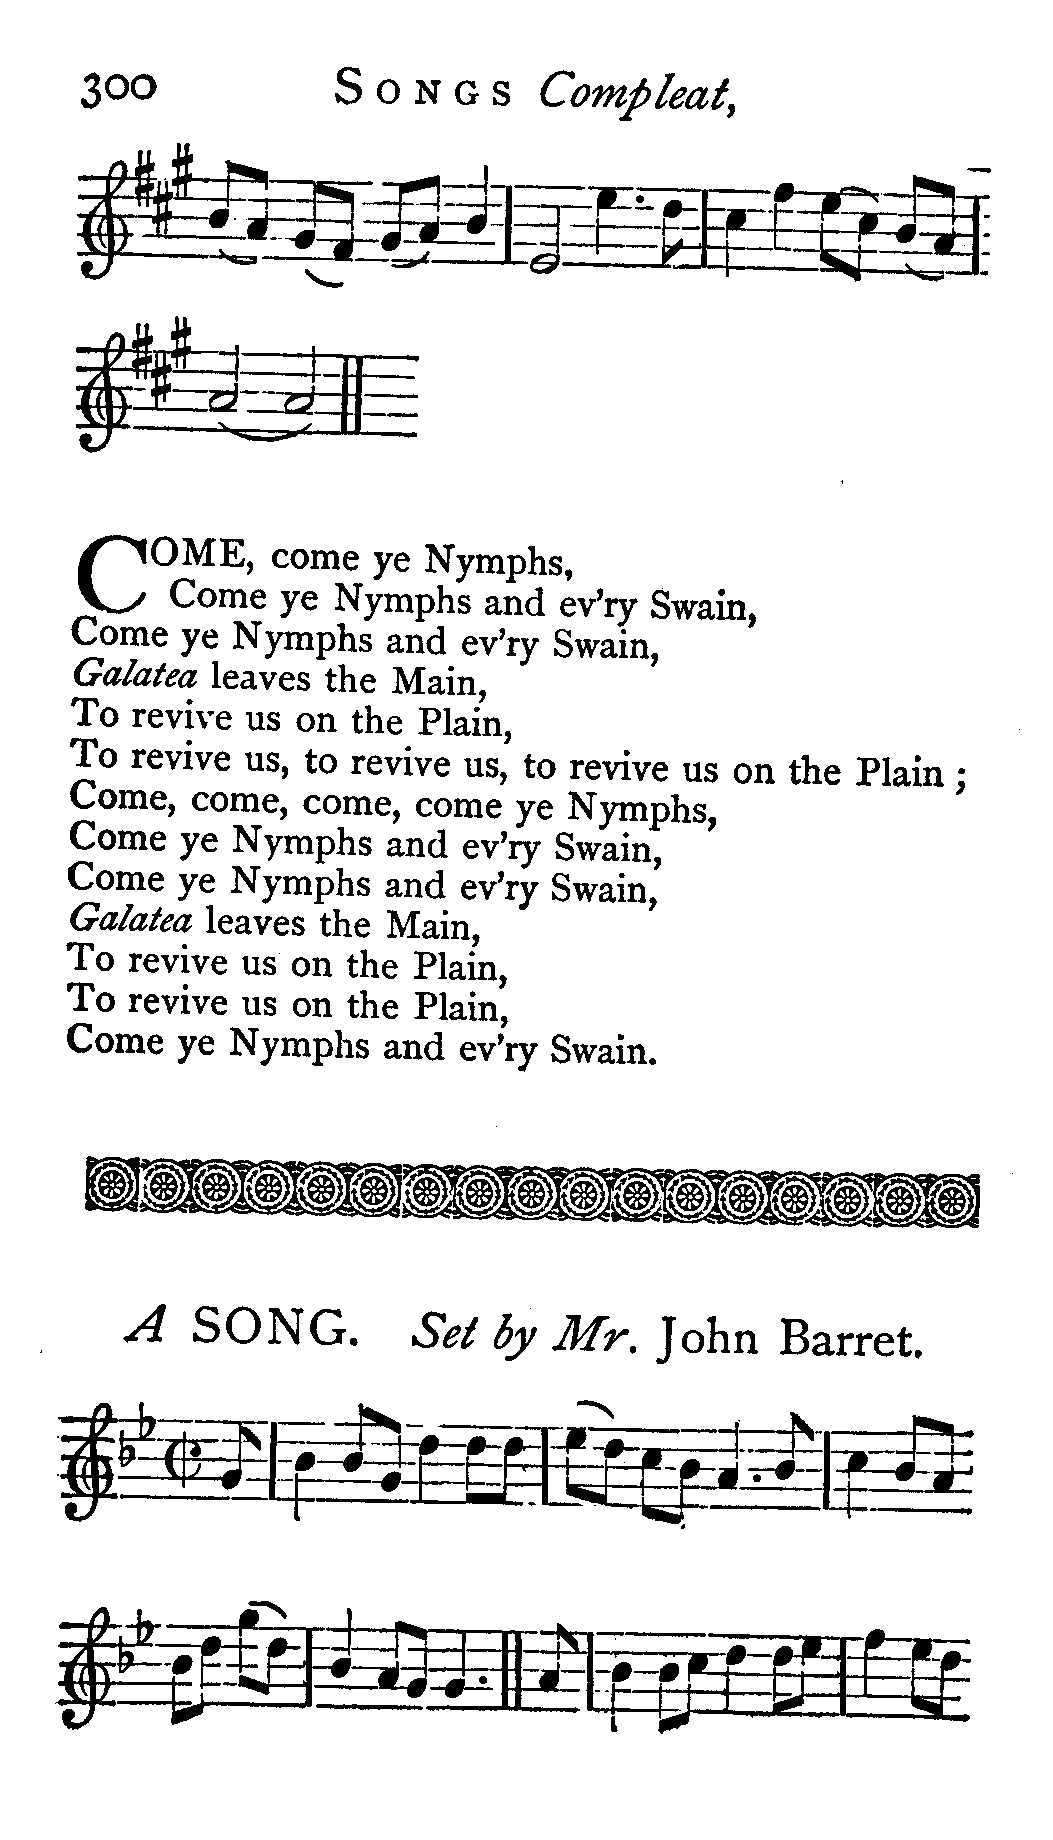 300 SONGS Compleat,
COME, come ye Nymphs,
Come ye Nymphs and ev'ry Swain,
Come ye Nymphs and ev'ry Swain,
Galatea leaves the Main,
To revive us on the Plain,
To revive us, to revive us, to revive us on the Plain ;
Come, come, come, come ye Nymphs,
Come ye Nymphs and ev'ry Swain,
Come ye Nymphs and ev'ry Swain,
Galatea leaves the Main,
To revive us on the Plain,
To revive us on the Plain,
Come ye Nymphs and ev'ry Swain.
A SONG. Set by Mr. John Barret.